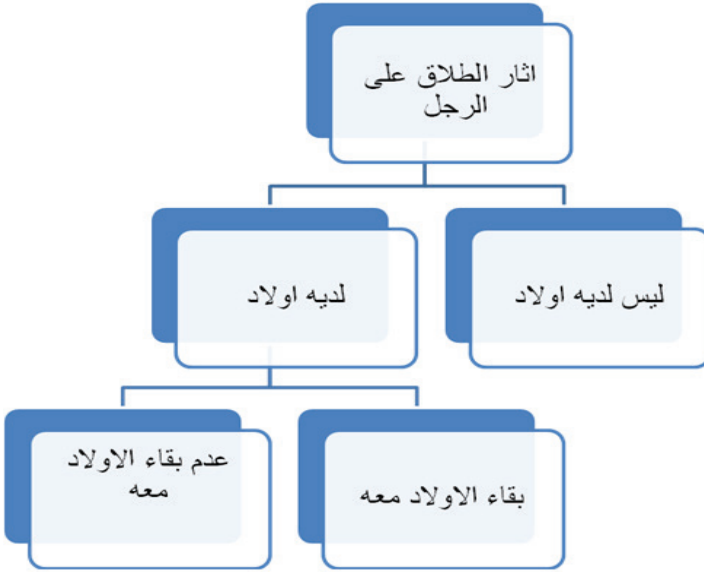 اثار الطلاق على
الرجل
ليس لديه اولاد
لديه اولاد
بقاء الاولاد معه
عدم بقاء الاولاد
معه